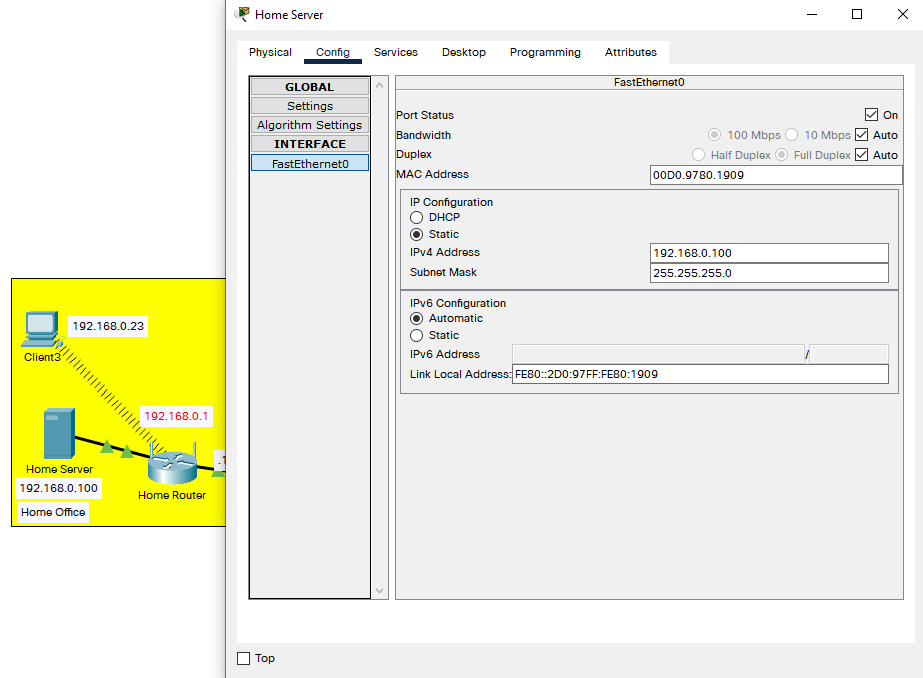 Home Server
Physical Config Services Desktop Programming Attributes
GLOBAL
Settings
Algorithm Settings
INTERFACE
FastEthernet0
FastEthernet0
Port Status On
Bandwidth 100 Mbps 10 Mbps Auto
Duplex Half Duplex Full Duplex Auto
MAC Address 00D0.9780.1909
IP Configuration
DHCP
Static
IPv4 Address 192.168.0.100
Subnet Mask 255.255.255.0
IPv6 Configuration
Automatic
Static
IPv6 Address /
Link Local Address: FE80::2D0:97FF:FE80:1909
Top
192.168.0.23
Client3
192.168.0.1
Home Server
192.168.0.100
Home Router
Home Office